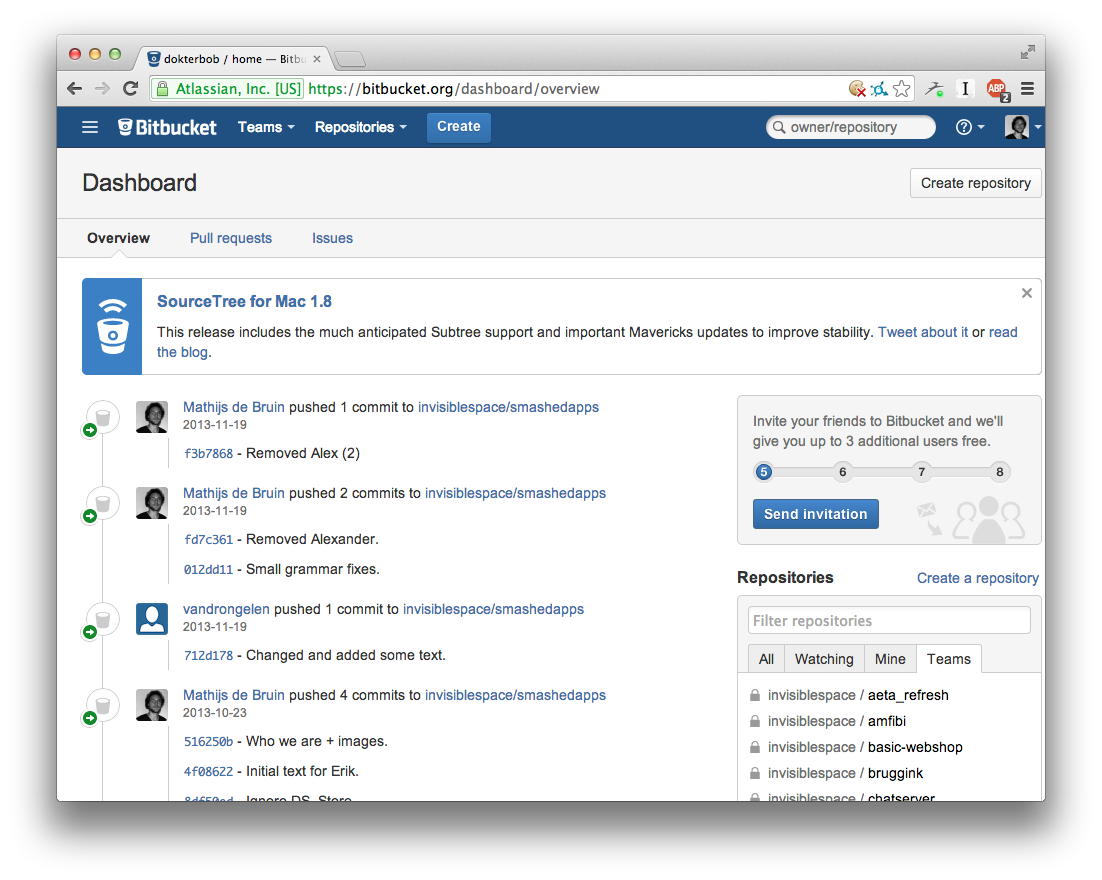 dokterbob / home — Bitbu
Atlassian, Inc. [US] https://bitbucket.org/dashboard/overview
ABP
2
Bitbucket Teams Repositories Create owner/repository
Dashboard
Create repository
Overview Pull requests Issues
SourceTree for Mac 1.8
This release includes the much anticipated Subtree support and important Mavericks updates to improve stability. Tweet about it or read
the blog.
Mathijs de Bruin pushed 1 commit to invisiblespace/smashedapps
2013-11-19
f3b7868 - Removed Alex (2)
Mathijs de Bruin pushed 2 commits to invisiblespace/smashedapps
2013-11-19
fd7c361 - Removed Alexander.
012dd11 - Small grammar fixes.
vandrongelen pushed 1 commit to invisiblespace/smashedapps
2013-11-19
712d178 - Changed and added some text.
Mathijs de Bruin pushed 4 commits to invisiblespace/smashedapps
2013-10-23
516250b - Who we are + images.
4f08622 - Initial text for Erik.
- Ignore DS_Store
Invite your friends to Bitbucket and we'll
give you up to 3 additional users free.
5 6 7 8
Send invitation
Repositories Create a repository
Filter repositories
All Watching Mine Teams
invisiblespace / aeta_refresh
invisiblespace / amfibi
invisiblespace / basic-webshop
invisiblespace / bruggink
invisiblespace / chatserver